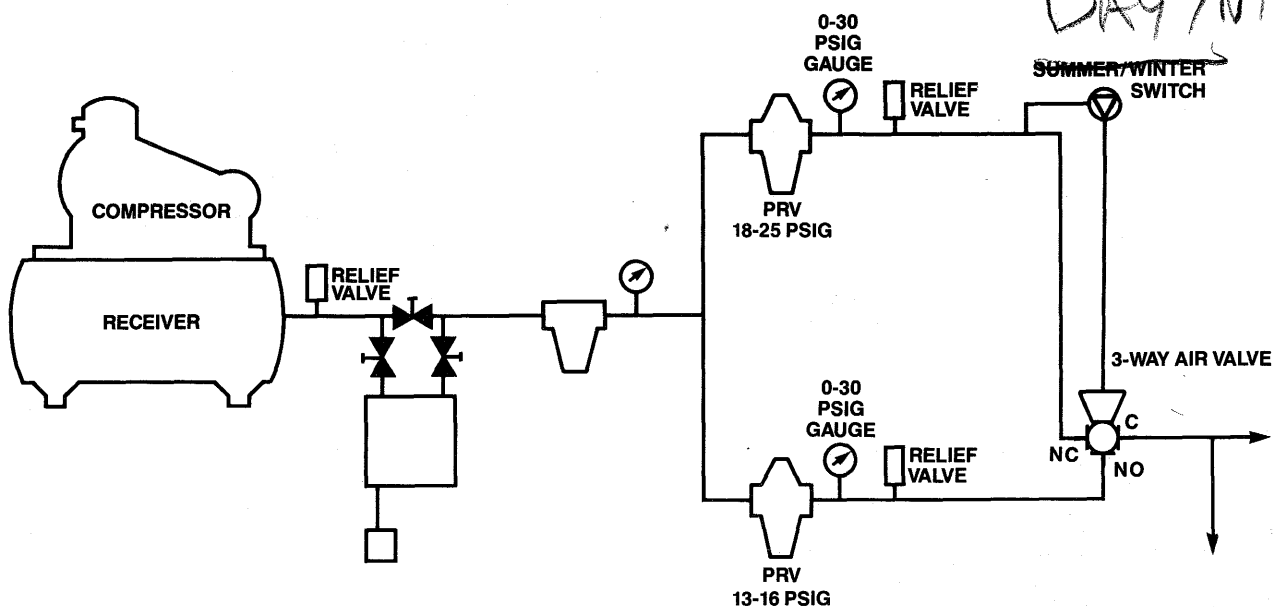 0-30
PSIG
GAUGE
DAY/
SUMMER/WINTER
SWITCH
RELIEF
VALVE
COMPRESSOR
PRV
18-25 PSIG
RELIEF
VALVE
RECEIVER
3-WAY AIR VALVE
0-30
PSIG
GAUGE
C
RELIEF
VALVE
NC
NO
PRV
13-16 PSIG